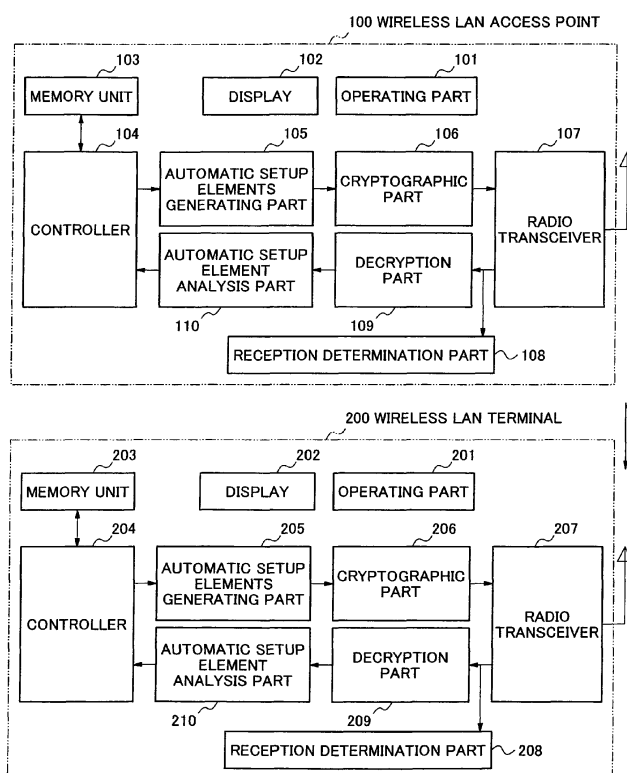 100 WIRELESS LAN ACCESS POINT
103
102
101
MEMORY UNIT
DISPLAY
OPERATING PART
104
105
106
107
CONTROLLER
AUTOMATIC SETUP
ELEMENTS
GENERATING PART
CRYPTOGRAPHIC
PART
RADIO
TRANSCEIVER
AUTOMATIC SETUP
ELEMENT
ANALYSIS PART
DECRYPTION
PART
110
109
RECEPTION DETERMINATION PART
108
200 WIRELESS LAN TERMINAL
203
202
201
MEMORY UNIT
DISPLAY
OPERATING PART
204
205
206
207
CONTROLLER
AUTOMATIC SETUP
ELEMENTS
GENERATING PART
CRYPTOGRAPHIC
PART
RADIO
TRANSCEIVER
AUTOMATIC SETUP
ELEMENT
ANALYSIS PART
DECRYPTION
PART
210
209
RECEPTION DETERMINATION PART
208